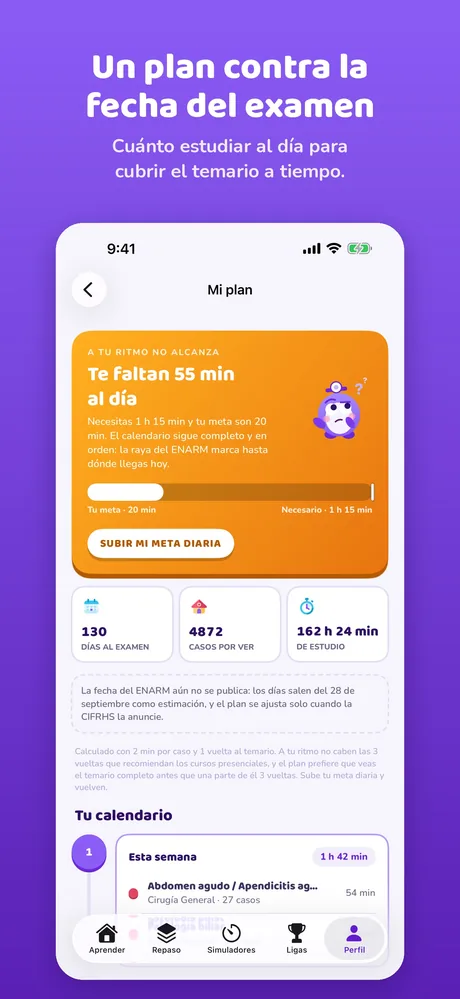 Un plan contra la
fecha del examen
Cuánto estudiar al día para
cubrir el temario a tiempo.
9:41
Mi plan
A TU RITMO NO ALCANZA
Te faltan 55 min
al día
? ?
Necesitas 1 h 15 min y tu meta son 20
min. El calendario sigue completo y en
orden: la raya del ENARM marca hasta
dónde llegas hoy.
Tu meta · 20 min
Necesario · 1 h 15 min
SUBIR MI META DIARIA
130
DÍAS AL EXAMEN
4872
CASOS POR VER
162 h 24 min
DE ESTUDIO
La fecha del ENARM aún no se publica: los días salen del 28 de
septiembre como estimación, y el plan se ajusta solo cuando la
CIFRHS la anuncie.
Calculado con 2 min por caso y 1 vuelta al temario. A tu ritmo no caben las 3
vueltas que recomiendan los cursos presenciales, y el plan prefiere que veas
el temario completo antes que una parte de él 3 vueltas. Sube tu meta diaria y
vuelven.
Tu calendario
1
Esta semana
1 h 42 min
Abdomen agudo / Apendicitis ag...
54 min
Cirugía General · 27 casos
Aprender
Repaso
Simuladores
Ligas
Perfil